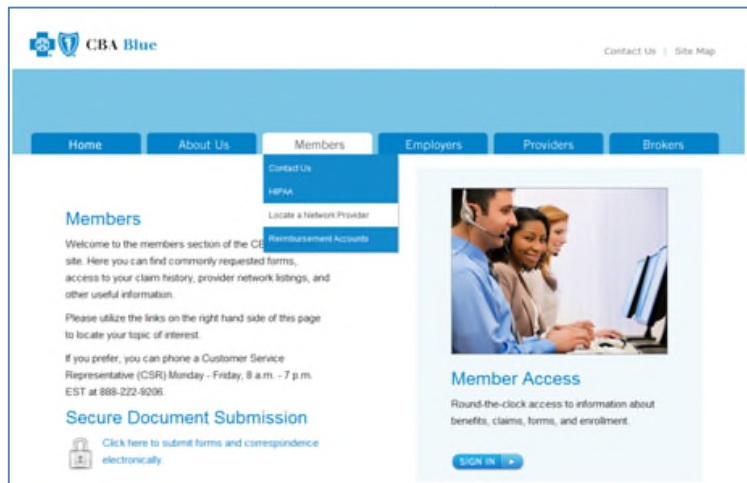 CBA Blue
Contact Us | Site Map
Home About Us Members Employers Providers Brokers
Contact Us
HIPAA
Locate a Network Provider
Reimbursement Accounts
Members
Welcome to the members section of the CB
site. Here you can find commonly requested forms,
access to your claim history, provider network listings, and
other useful information.
Please utilize the links on the right hand side of this page
to locate your topic of interest.
If you prefer, you can phone a Customer Service
Representative (CSR) Monday - Friday, 8 a.m. - 7 p.m.
EST at 888-222-9206.
Secure Document Submission
Click here to submit forms and correspondence
electronically.
Member Access
Round-the-clock access to information about
benefits, claims, forms, and enrollment.
SIGN IN